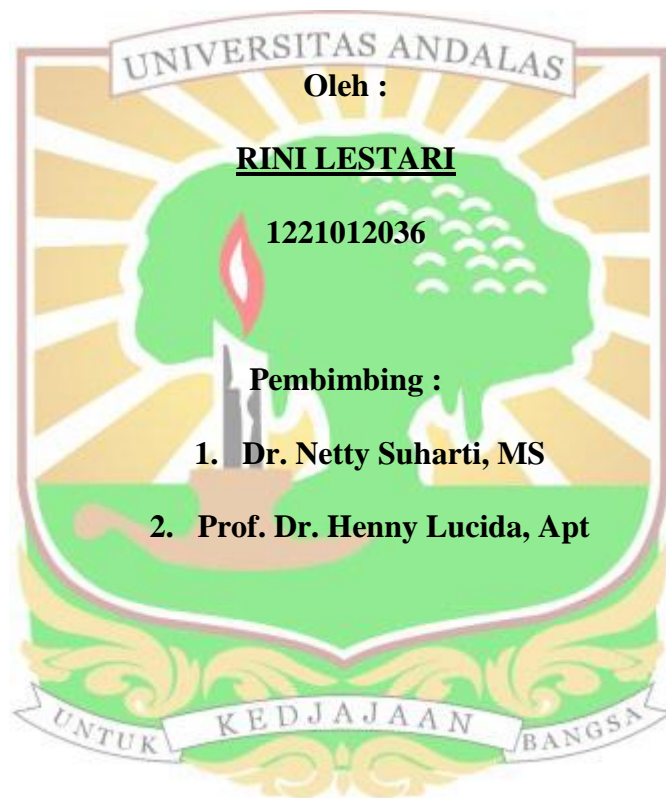 UNIVERSITAS ANDALAS
Oleh :
RINI LESTARI
1221012036
Pembimbing :
1. Dr. Netty Suharti, MS
2. Prof. Dr. Henny Lucida, Apt
UNTUK KEDJAJAAN BANGSA